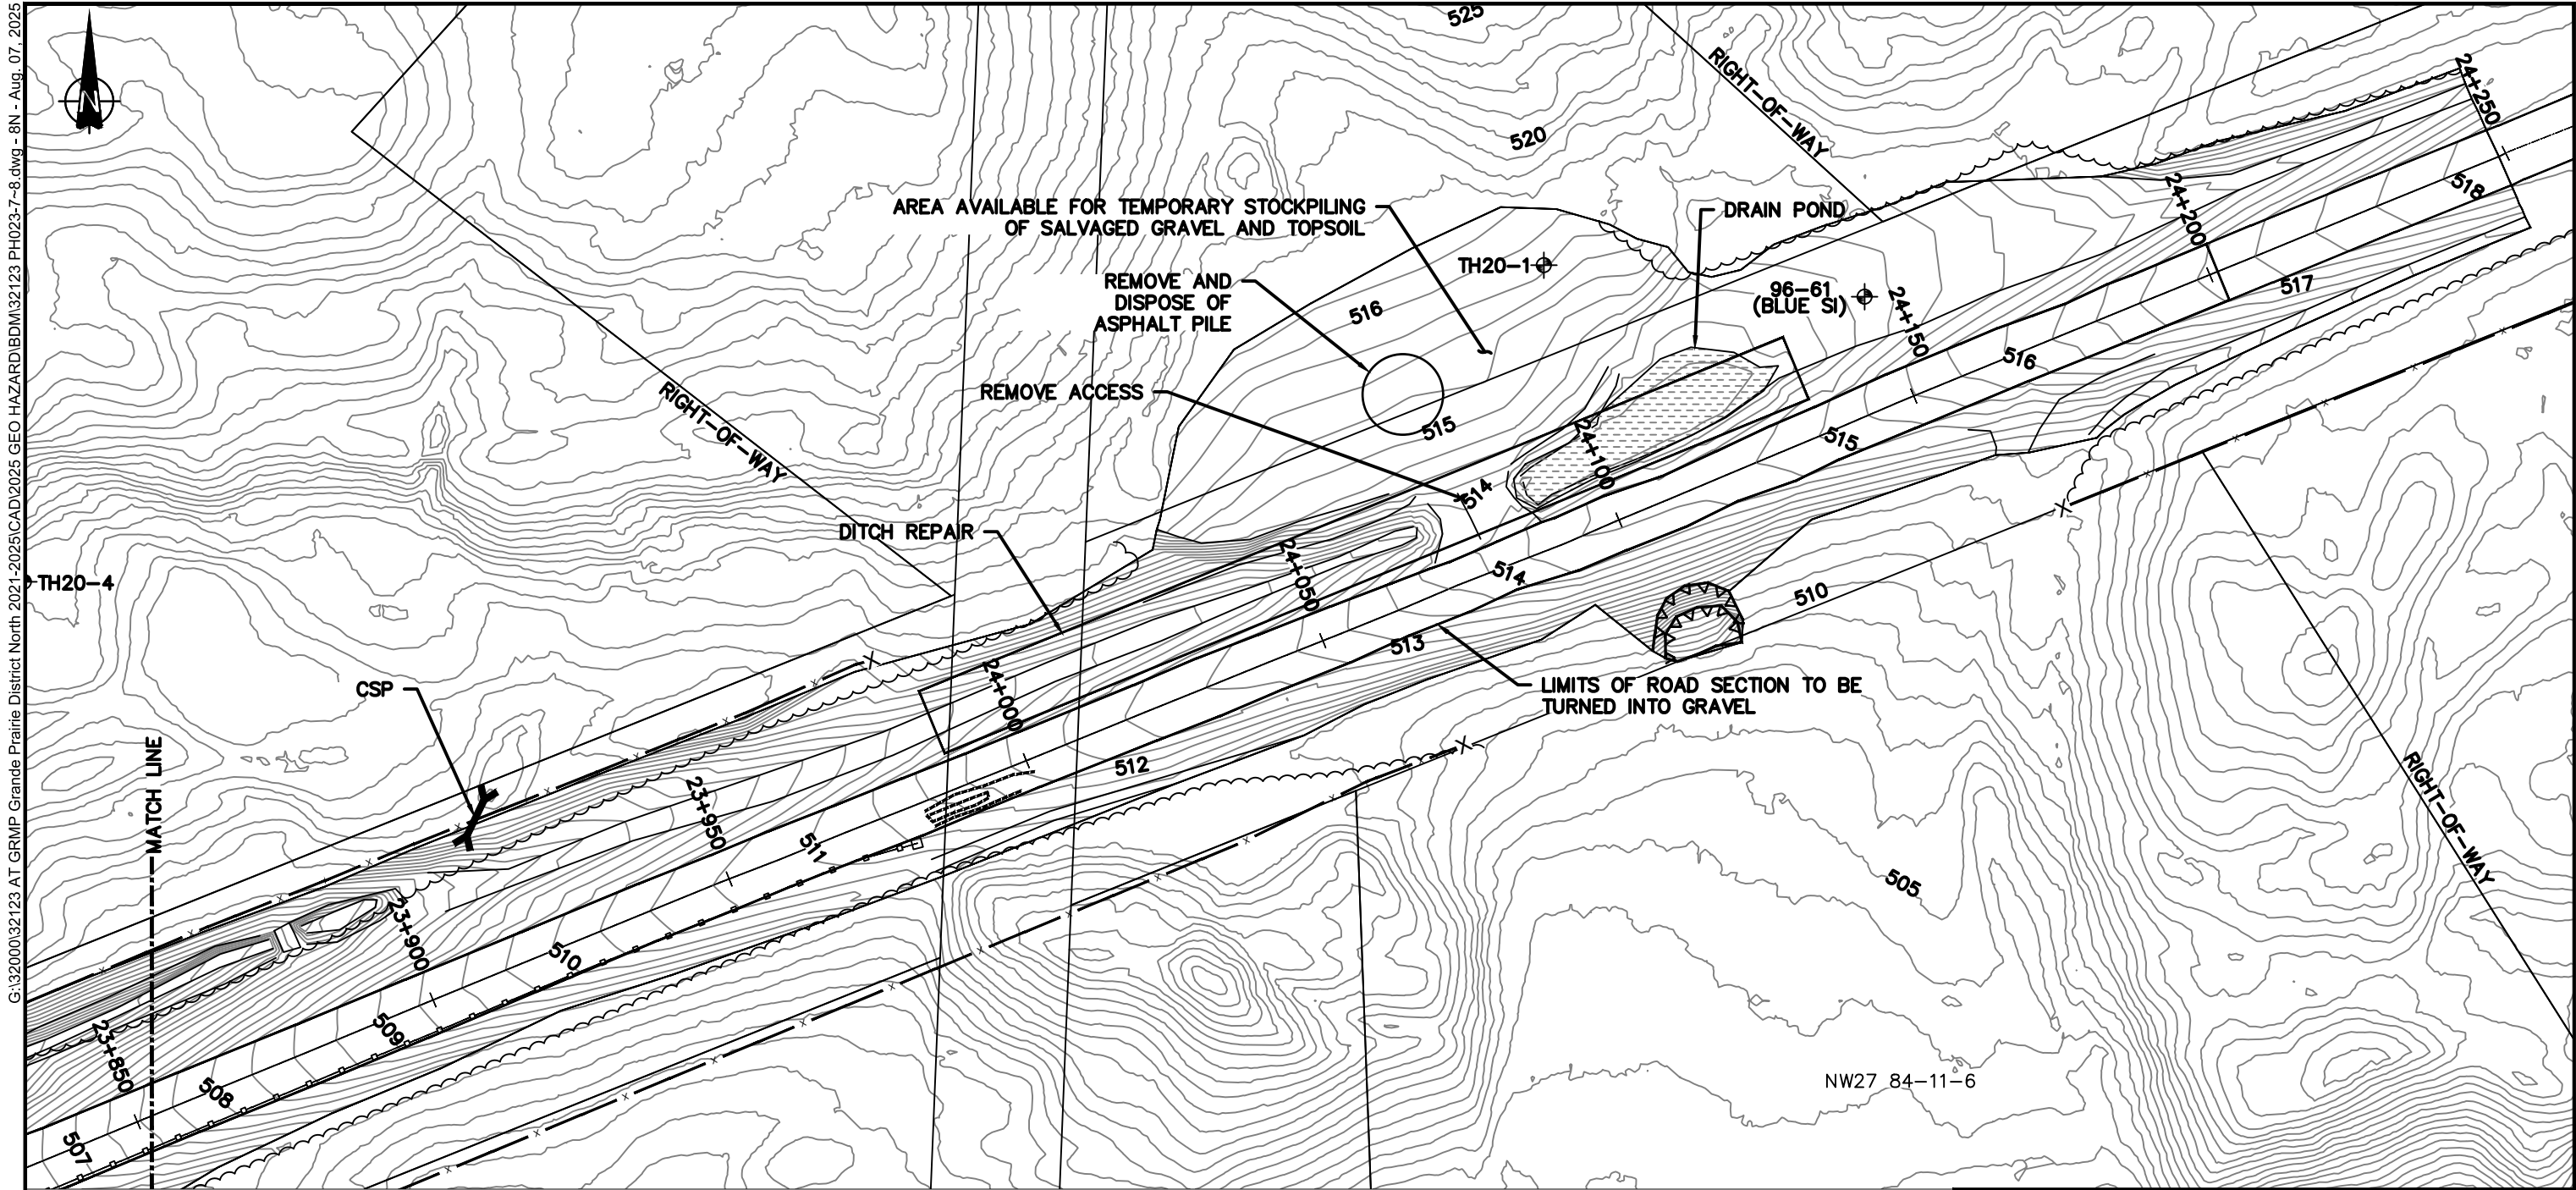 G:\32000\32123 AT GRMP Grande Prairie District North 2021-2025\CAD\2025 GEO HAZARD\BDM\32123 PH023-7~8.dwg - 8N - Aug. 07, 2025
N
525
RIGHT-OF-WAY
24+250
520
518
AREA AVAILABLE FOR TEMPORARY STOCKPILING
OF SALVAGED GRAVEL AND TOPSOIL
DRAIN POND
24+200
TH20-1
REMOVE AND
DISPOSE OF
ASPHALT PILE
96-61
(BLUE SI)
517
516
24+150
516
REMOVE ACCESS
RIGHT-OF-WAY
515
515
24+100
514
DITCH REPAIR
TH20-4
24+050
514
510
513
LIMITS OF ROAD SECTION TO BE
TURNED INTO GRAVEL
CSP
24+000
512
MATCH LINE
RIGHT-OF-WAY
23+950
511
505
23+900
510
509
23+850
NW27 84-11-6
508
507